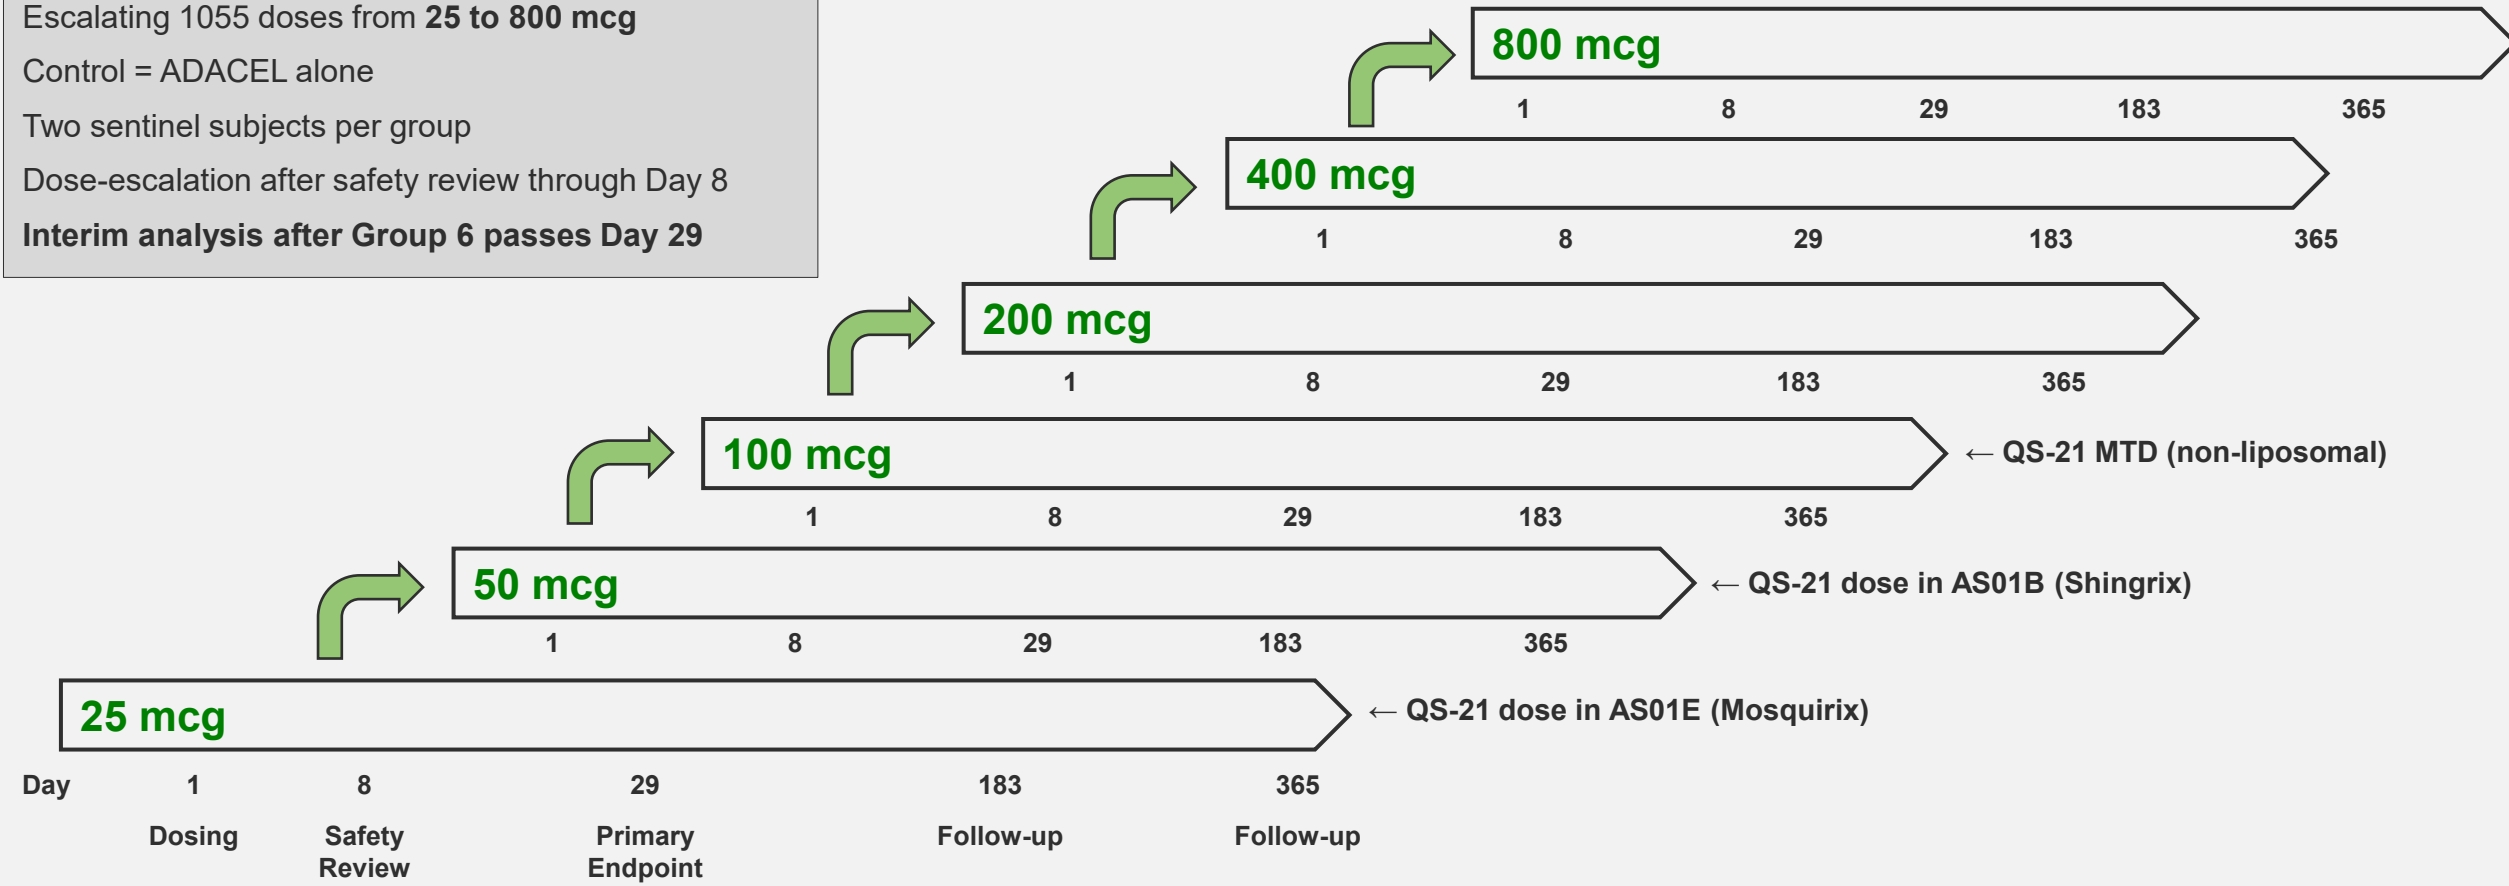 Escalating 1055 doses from 25 to 800 mcg
Control = ADACEL alone
Two sentinel subjects per group
Dose-escalation after safety review through Day 8
Interim analysis after Group 6 passes Day 29
800 mcg
1 8 29 183 365
400 mcg
1 8 29 183 365
200 mcg
1 8 29 183 365
100 mcg
← QS-21 MTD (non-liposomal)
1 8 29 183 365
50 mcg
← QS-21 dose in AS01B (Shingrix)
1 8 29 183 365
25 mcg
← QS-21 dose in AS01E (Mosquirix)
Day 1 8 29 183 365
Dosing
Safety
Review
Primary
Endpoint
Follow-up
Follow-up